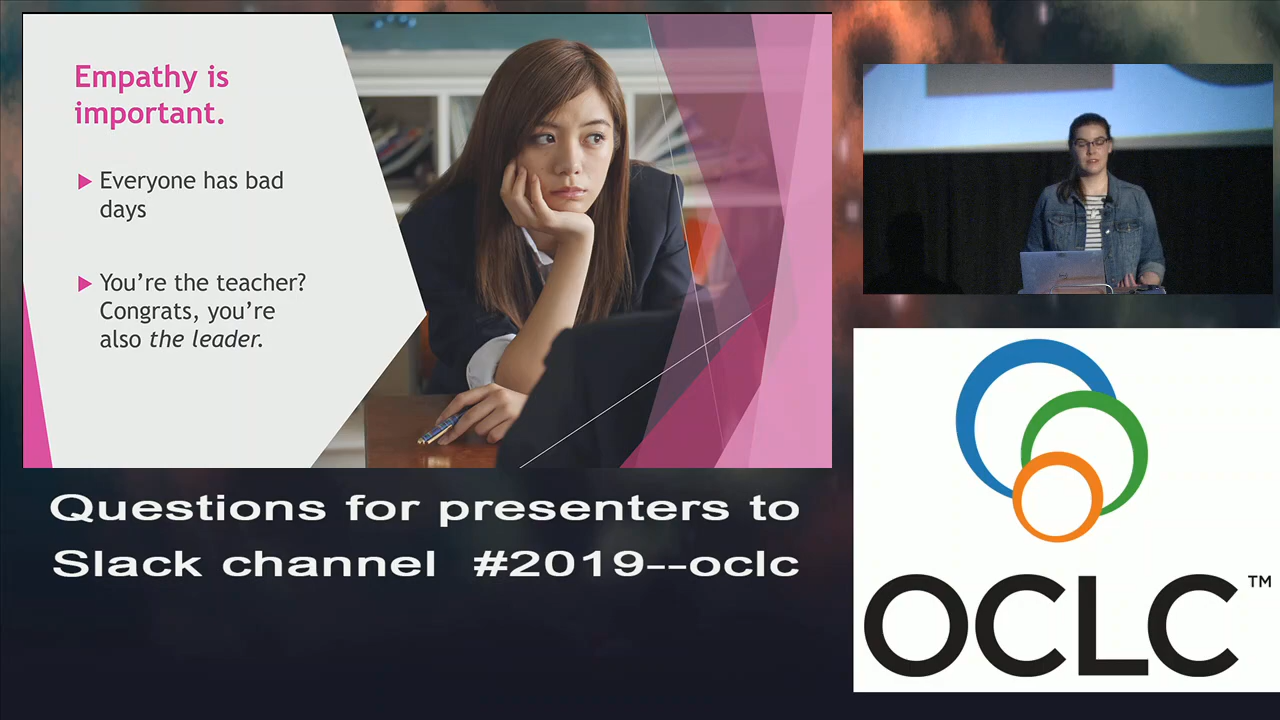 Empathy is
important.
Everyone has bad
days
You're the teacher?
Congrats, you're
also the leader.
Questions for presenters to
Slack channel #2019--oclc
OCLC™